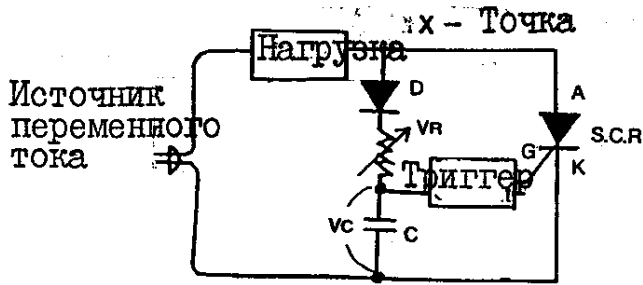 x – Точка
Нагрузка
Источник
переменного
тока
D
VR
A
S.C.R
G
K
Триггер
Vc
C